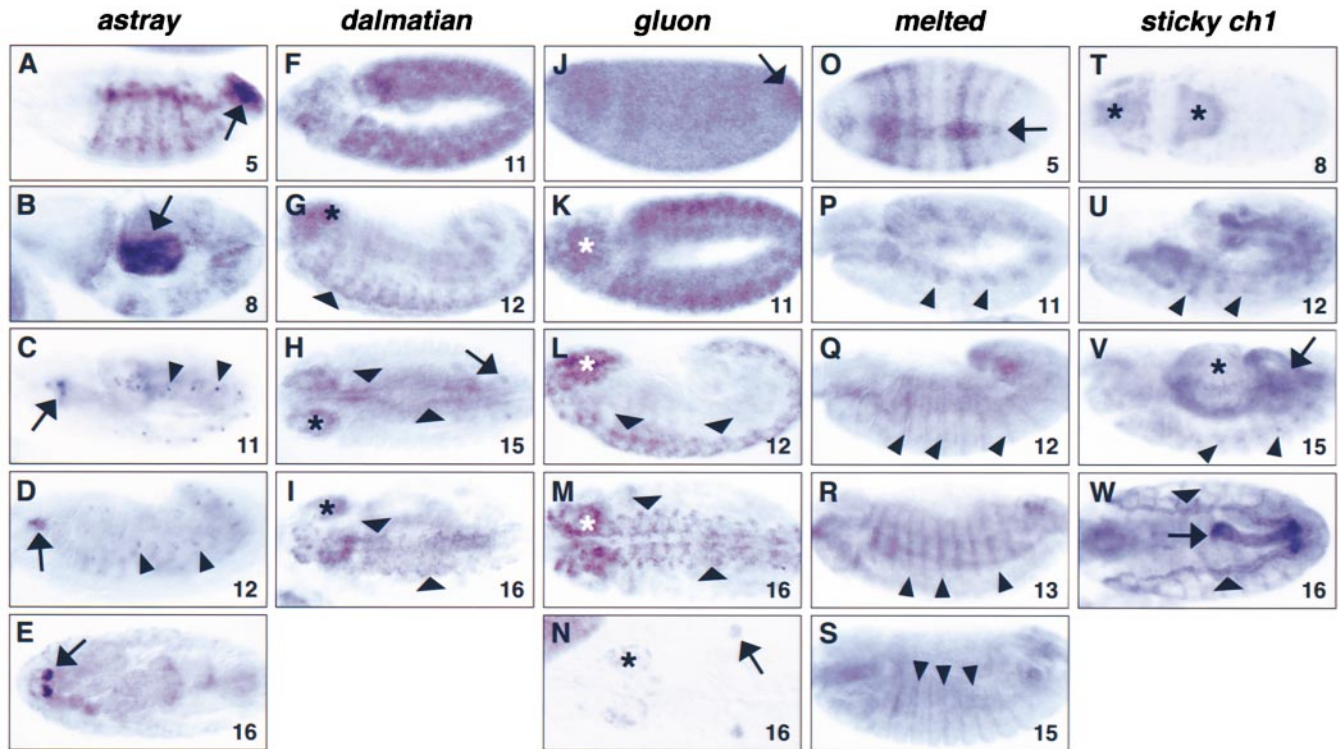 astray dalmatian gluon melted sticky ch1
A F J O T
5 11 5 8
B G K P U
8 12 11 11 12
C H L Q V
11 15 12 12 15
D I M R W
12 16 16 13 16
E N S
16 16 15